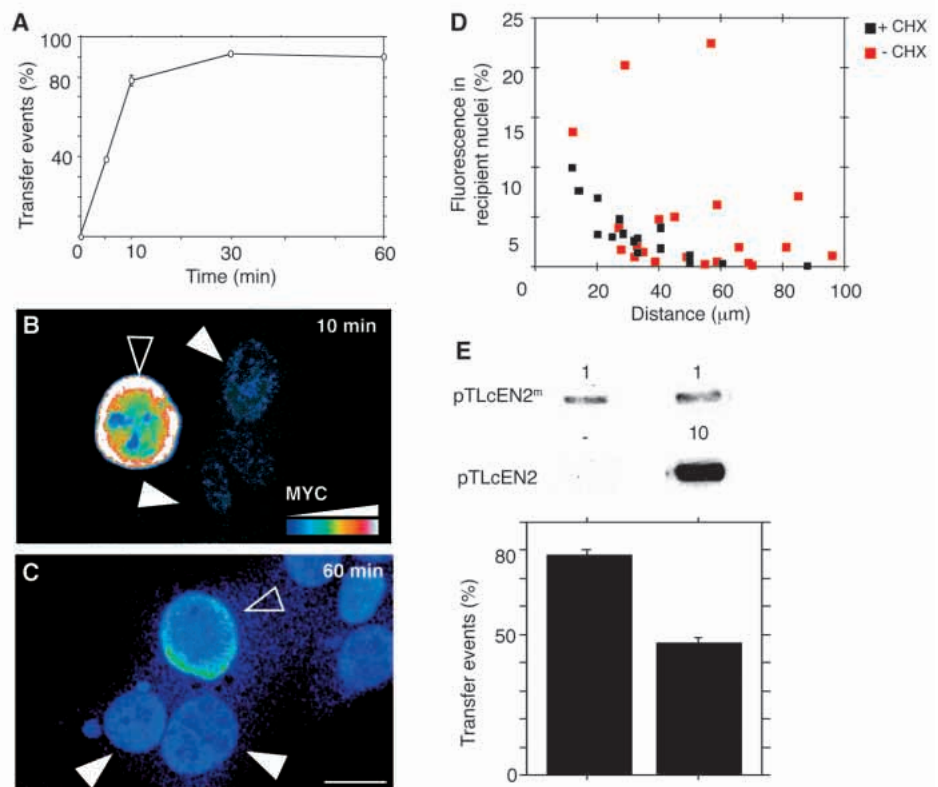 A
Transfer events (%)
100
80
40
0
10
30
60
Time (min)
B
10 min
MYC
C
60 min
D
+ CHX
- CHX
Fluorescence in
recipient nuclei (%)
25
20
15
10
5
0
20
40
60
80
100
Distance (μm)
E
1
1
pTLcEN2ᵐ
-
10
pTLcEN2
Transfer events (%)
80
50
0